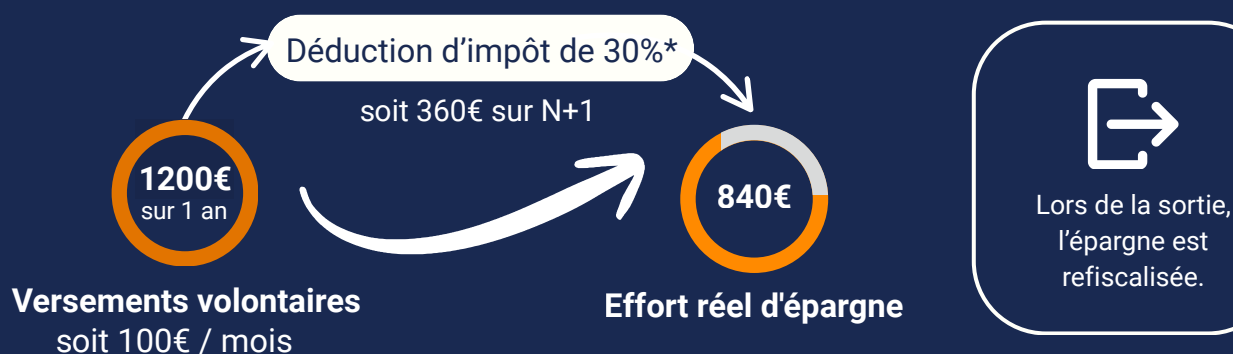 Déduction d’impôt de 30%*
soit 360€ sur N+1
1200€
sur 1 an
840€
Versements volontaires
soit 100€ / mois
Effort réel d'épargne
Lors de la sortie,
l’épargne est
refiscalisée.